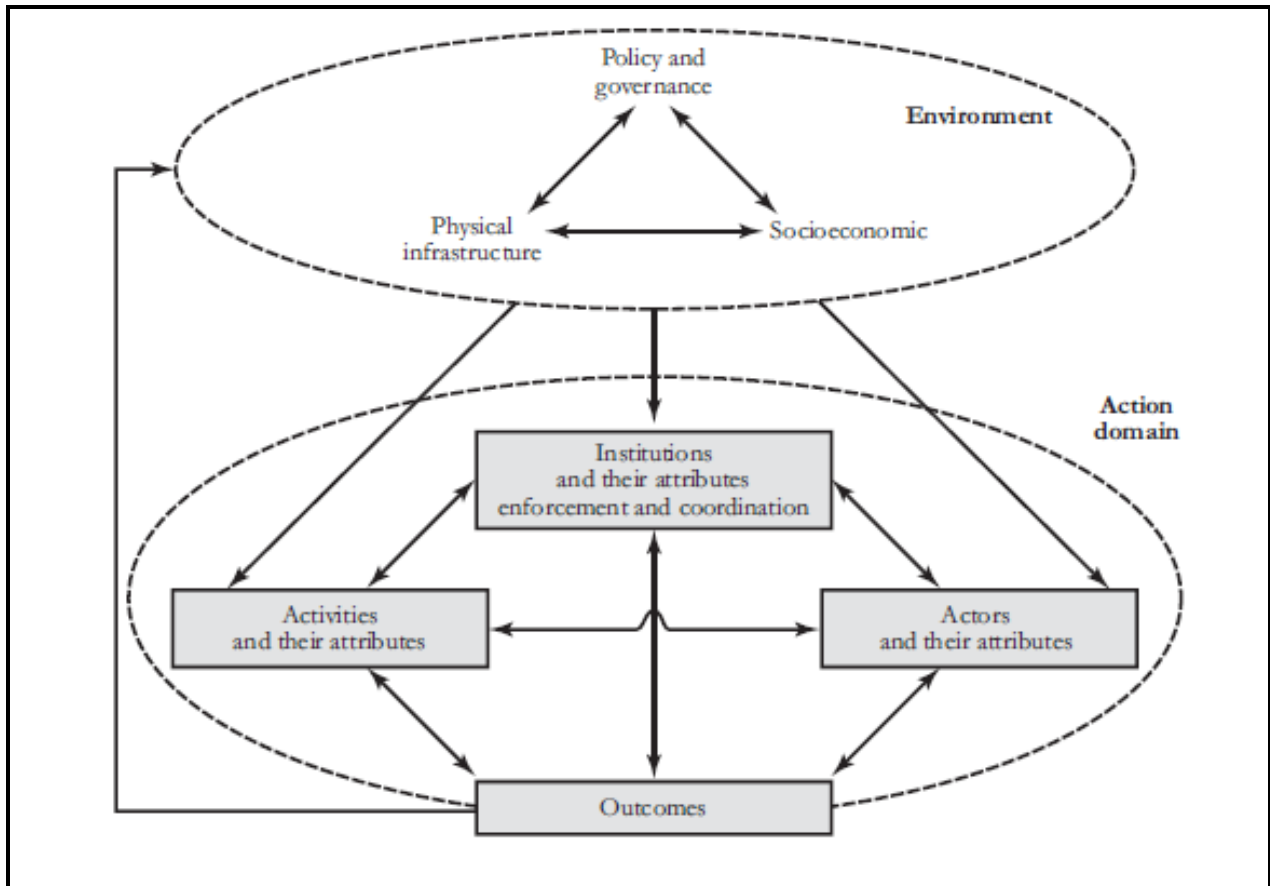 Policy and
governance
Environment
Physical
infrastructure
Socioeconomic
Action
domain
Institutions
and their attributes
enforcement and coordination
Activities
and their attributes
Actors
and their attributes
Outcomes